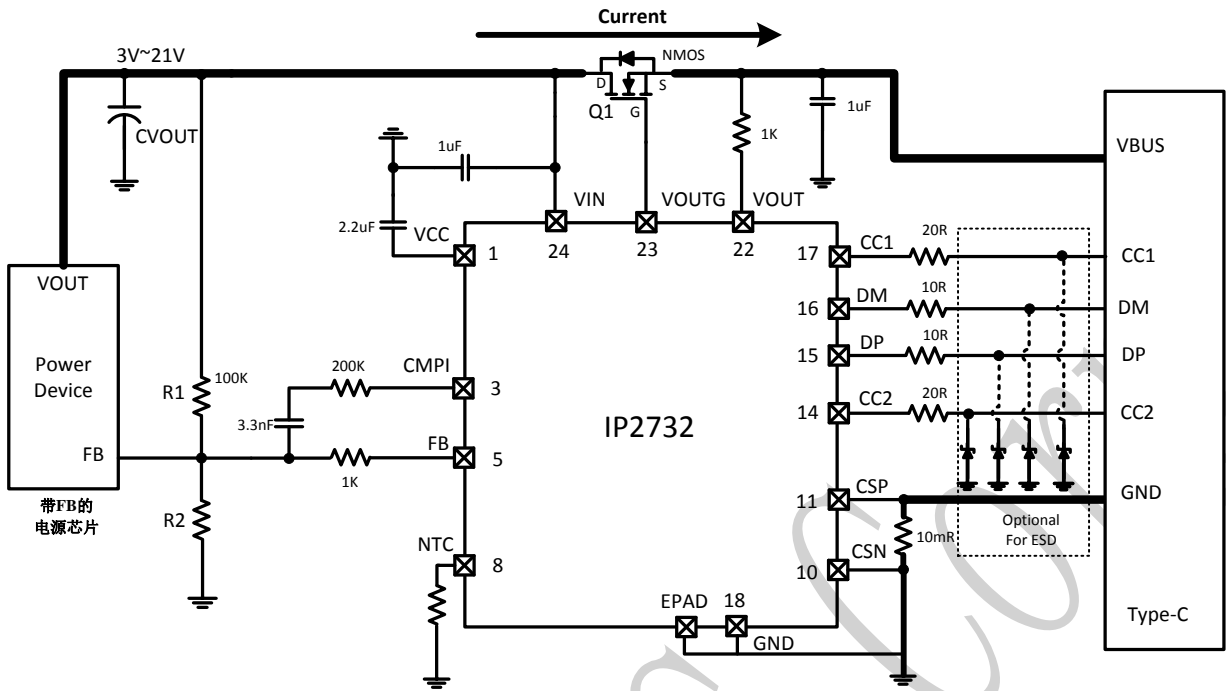 Current
3V~21V
NMOS
D
S
Q1
G
CVOUT
1uF
1K
1uF
VBUS
2.2uF
VCC
VIN
VOUTG
VOUT
1
24
23
22
17
CC1
20R
CC1
VOUT
16
DM
10R
DM
Power
Device
15
DP
10R
DP
R1
100K
200K
CMPI
3
14
CC2
20R
CC2
3.3nF
IP2732
FB
FB
5
1K
带FB的
电源芯片
R2
11
CSP
GND
10mR
Optional
For ESD
NTC
8
10
CSN
EPAD
18
GND
Type-C